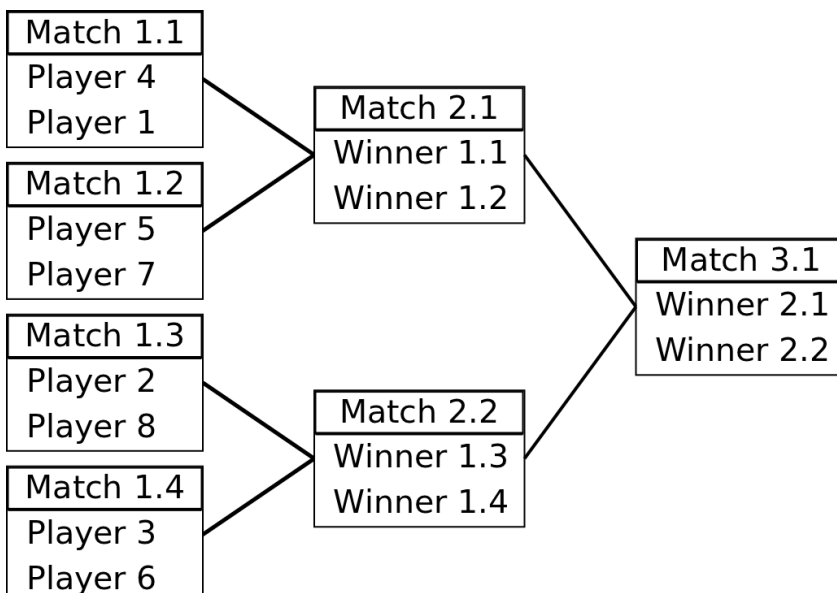 Match 1.1
Player 4
Player 1
Match 1.2
Player 5
Player 7
Match 1.3
Player 2
Player 8
Match 1.4
Player 3
Player 6
Match 2.1
Winner 1.1
Winner 1.2
Match 2.2
Winner 1.3
Winner 1.4
Match 3.1
Winner 2.1
Winner 2.2